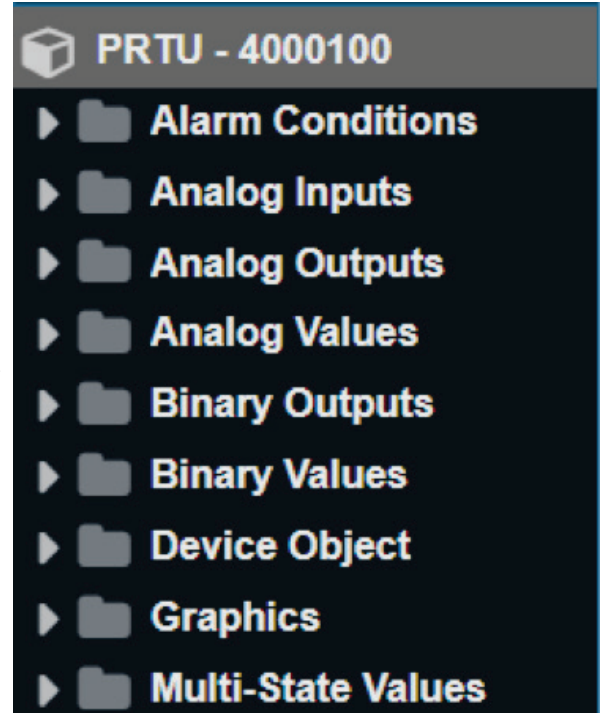 PRTU - 4000100
Alarm Conditions
Analog Inputs
Analog Outputs
Analog Values
Binary Outputs
Binary Values
Device Object
Graphics
Multi-State Values